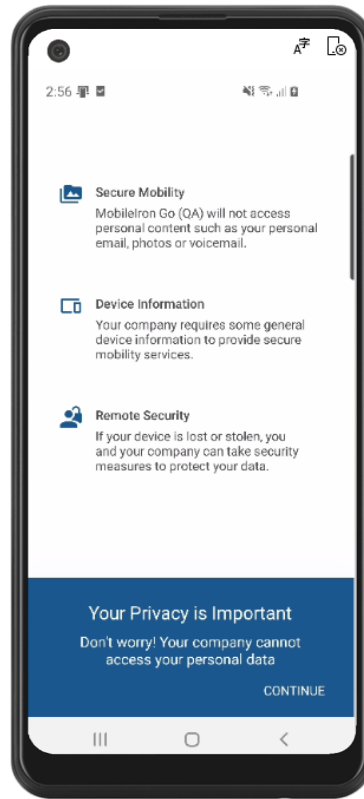 A字
2:56
Secure Mobility
MobileIron Go (QA) will not access
personal content such as your personal
email, photos or voicemail.
Device Information
Your company requires some general
device information to provide secure
mobility services.
Remote Security
If your device is lost or stolen, you
and your company can take security
measures to protect your data.
Your Privacy is Important
Don't worry! Your company cannot
access your personal data
CONTINUE